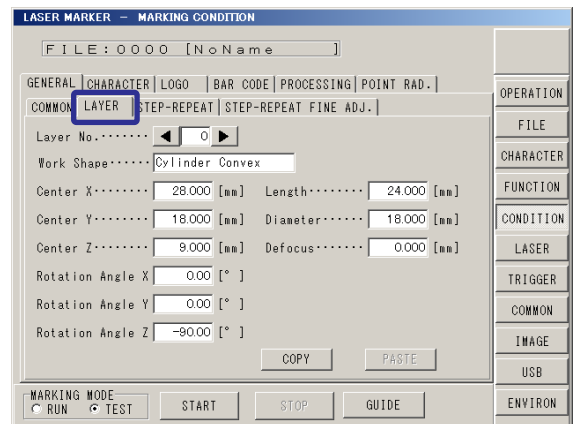 LASER MARKER － MARKING CONDITION
FILE:0000 [NoName ]
GENERAL CHARACTER LOGO BAR CODE PROCESSING POINT RAD.
COMMON LAYER STEP-REPEAT STEP-REPEAT FINE ADJ.
Layer No.······· ◀ 0 ▶
Work Shape······ Cylinder Convex
Center X········ 28.000 [mm] Length········ 24.000 [mm]
Center Y········ 18.000 [mm] Diameter······ 18.000 [mm]
Center Z········ 9.000 [mm] Defocus······· 0.000 [mm]
Rotation Angle X 0.00 [° ]
Rotation Angle Y 0.00 [° ]
Rotation Angle Z -90.00 [° ]
COPY PASTE
MARKING MODE
RUN TEST START STOP GUIDE
OPERATION
FILE
CHARACTER
FUNCTION
CONDITION
LASER
TRIGGER
COMMON
IMAGE
USB
ENVIRON